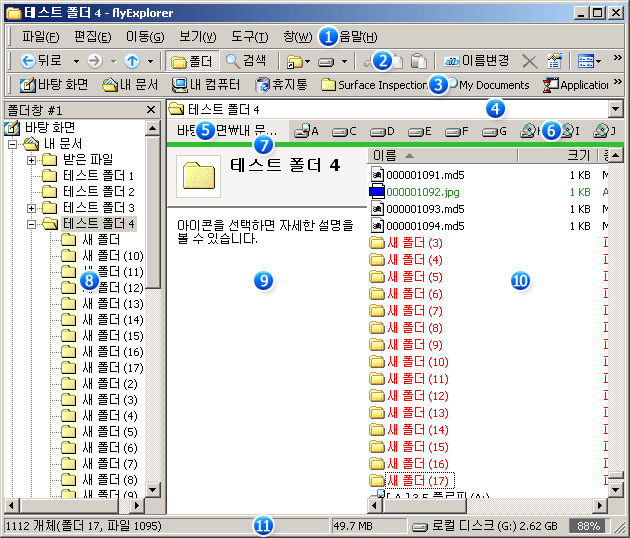 테스트 폴더 4 - flyExplorer
파일(F) 편집(E) 이동(G) 보기(V) 도구(T) 창(W) 1 움말(H)
뒤로 폴더 검색 2 이름변경 »
바탕 화면 내 문서 내 컴퓨터 휴지통 Surface Inspection 3 My Documents Application »
폴더창 #1
테스트 폴더 4 4
바탕 5 면₩내 문... A C D E F G 6 I J
7
바탕 화면
내 문서
받은 파일
테스트 폴더 1
테스트 폴더 2
테스트 폴더 3
테스트 폴더 4
새 폴더
새 폴더 (10)
새 폴더 (11)
새 폴더 (12)
8
새 폴더 (13)
새 폴더 (14)
새 폴더 (15)
새 폴더 (16)
새 폴더 (17)
새 폴더 (2)
새 폴더 (3)
새 폴더 (4)
새 폴더 (5)
새 폴더 (6)
새 폴더 (7)
새 폴더 (8)
새 폴더 (9)
테스트 폴더 4
아이콘을 선택하면 자세한 설명을
볼 수 있습니다.
9
이름 크기
000001091.md5 1 KB M
000001092.jpg 1 KB A
000001093.md5 1 KB M
000001094.md5 1 KB M
새 폴더 (3)
새 폴더 (4)
새 폴더 (5)
10
새 폴더 (6)
새 폴더 (7)
새 폴더 (8)
새 폴더 (9)
새 폴더 (10)
새 폴더 (11)
새 폴더 (12)
새 폴더 (13)
새 폴더 (14)
새 폴더 (15)
새 폴더 (16)
새 폴더 (17)
[ A ] 3.5 플로피 (A:)
1112 개체(폴더 17, 파일 1095) 11 49.7 MB 로컬 디스크 (G:) 2.62 GB 88%